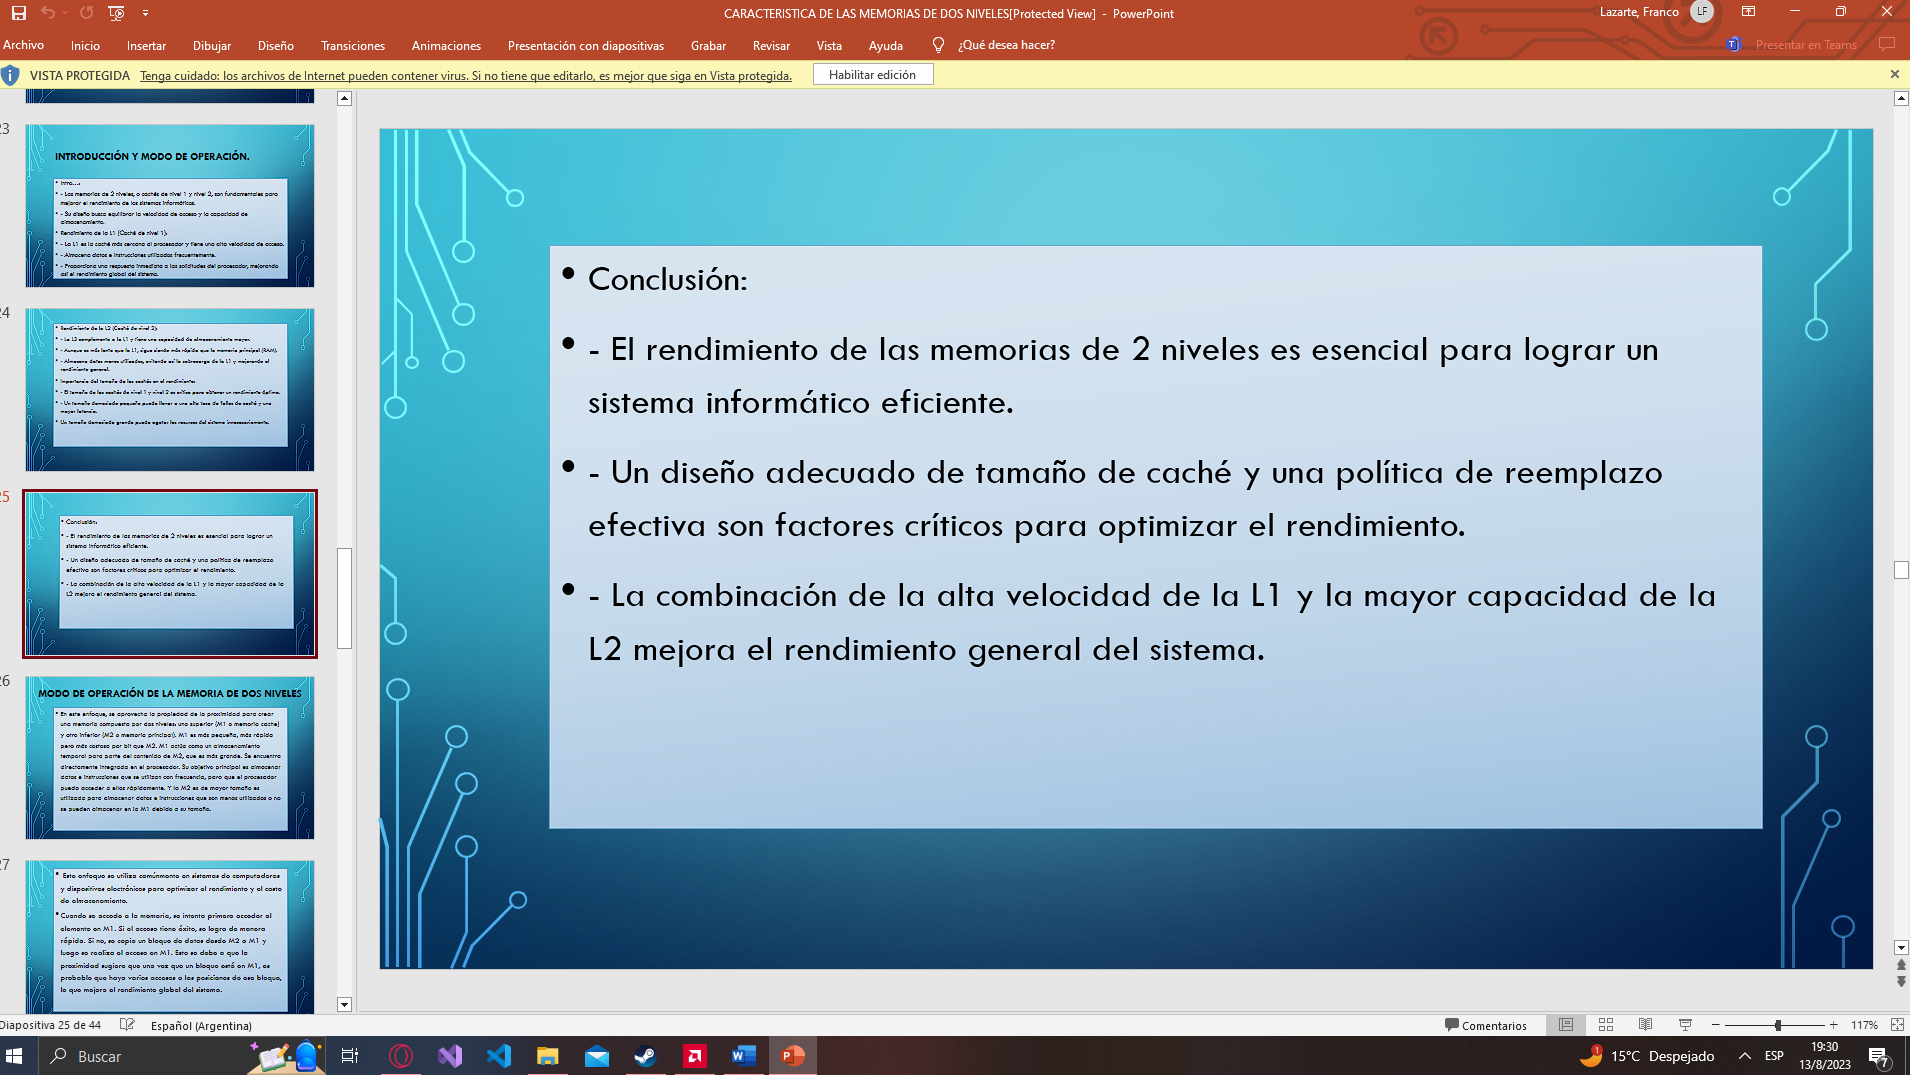 CARACTERISTICA DE LAS MEMORIAS DE DOS NIVELES[Protected View] - PowerPoint
Lazarte, Franco
LF
Archivo Inicio Insertar Dibujar Diseño Transiciones Animaciones Presentación con diapositivas Grabar Revisar Vista Ayuda ¿Qué desea hacer?
Presentar en Teams
VISTA PROTEGIDA Tenga cuidado: los archivos de Internet pueden contener virus. Si no tiene que editarlo, es mejor que siga en Vista protegida. Habilitar edición
23
INTRODUCCIÓN Y MODO DE OPERACIÓN.
• Intro...:
• - Las memorias de 2 niveles, o cachés de nivel 1 y nivel 2, son fundamentales para
mejorar el rendimiento de los sistemas informáticos.
• - Su diseño busca equilibrar la velocidad de acceso y la capacidad de
almacenamiento.
• Rendimiento de la L1 (Caché de nivel 1):
• - La L1 es la caché más cercana al procesador y tiene una alta velocidad de acceso.
• - Almacena datos e instrucciones utilizados frecuentemente.
• - Proporciona una respuesta inmediata a las solicitudes del procesador, mejorando
así el rendimiento global del sistema.
24
• Rendimiento de la L2 (Caché de nivel 2):
• - La L2 complementa a la L1 y tiene una capacidad de almacenamiento mayor.
• - Aunque es más lenta que la L1, sigue siendo más rápida que la memoria principal (RAM).
• - Almacena datos menos utilizados, evitando así la sobrecarga de la L1 y mejorando el
rendimiento general.
• Importancia del tamaño de las cachés en el rendimiento:
• - El tamaño de las cachés de nivel 1 y nivel 2 es crítico para obtener un rendimiento óptimo.
• - Un tamaño demasiado pequeño puede llevar a una alta tasa de fallos de caché y una
mayor latencia.
• Un tamaño demasiado grande puede agotar los recursos del sistema innecesariamente.
25
• Conclusión:
• - El rendimiento de las memorias de 2 niveles es esencial para lograr un
sistema informático eficiente.
• - Un diseño adecuado de tamaño de caché y una política de reemplazo
efectiva son factores críticos para optimizar el rendimiento.
• - La combinación de la alta velocidad de la L1 y la mayor capacidad de la
L2 mejora el rendimiento general del sistema.
26
MODO DE OPERACIÓN DE LA MEMORIA DE DOS NIVELES
• En este enfoque, se aprovecha la propiedad de la proximidad para crear
una memoria compuesta por dos niveles: uno superior (M1 o memoria cache)
y otro inferior (M2 o memoria principal). M1 es más pequeña, más rápida
pero más costosa por bit que M2. M1 actúa como un almacenamiento
temporal para parte del contenido de M2, que es más grande. Se encuentra
directamente integrada en el procesador. Su objetivo principal es almacenar
datos e instrucciones que se utilizan con frecuencia, para que el procesador
pueda acceder a ellos rápidamente. Y la M2 es de mayor tamaño es
utilizada para almacenar datos e instrucciones que son menos utilizados o no
se pueden almacenar en la M1 debido a su tamaño.
27
• Este enfoque se utiliza comúnmente en sistemas de computadoras
y dispositivos electrónicos para optimizar el rendimiento y el costo
de almacenamiento.
• Cuando se accede a la memoria, se intenta primero acceder al
elemento en M1. Si el acceso tiene éxito, se logra de manera
rápida. Si no, se copia un bloque de datos desde M2 a M1 y
luego se realiza el acceso en M1. Esto se debe a que la
proximidad sugiere que una vez que un bloque está en M1, es
probable que haya varios accesos a las posiciones de ese bloque,
lo que mejora el rendimiento global del sistema.
• Conclusión:
• - El rendimiento de las memorias de 2 niveles es esencial para lograr un
sistema informático eficiente.
• - Un diseño adecuado de tamaño de caché y una política de reemplazo
efectiva son factores críticos para optimizar el rendimiento.
• - La combinación de la alta velocidad de la L1 y la mayor capacidad de la
L2 mejora el rendimiento general del sistema.
Diapositiva 25 de 44 Español (Argentina) Comentarios 117%
Buscar
1
15°C Despejado ESP
19:30
13/8/2023
7